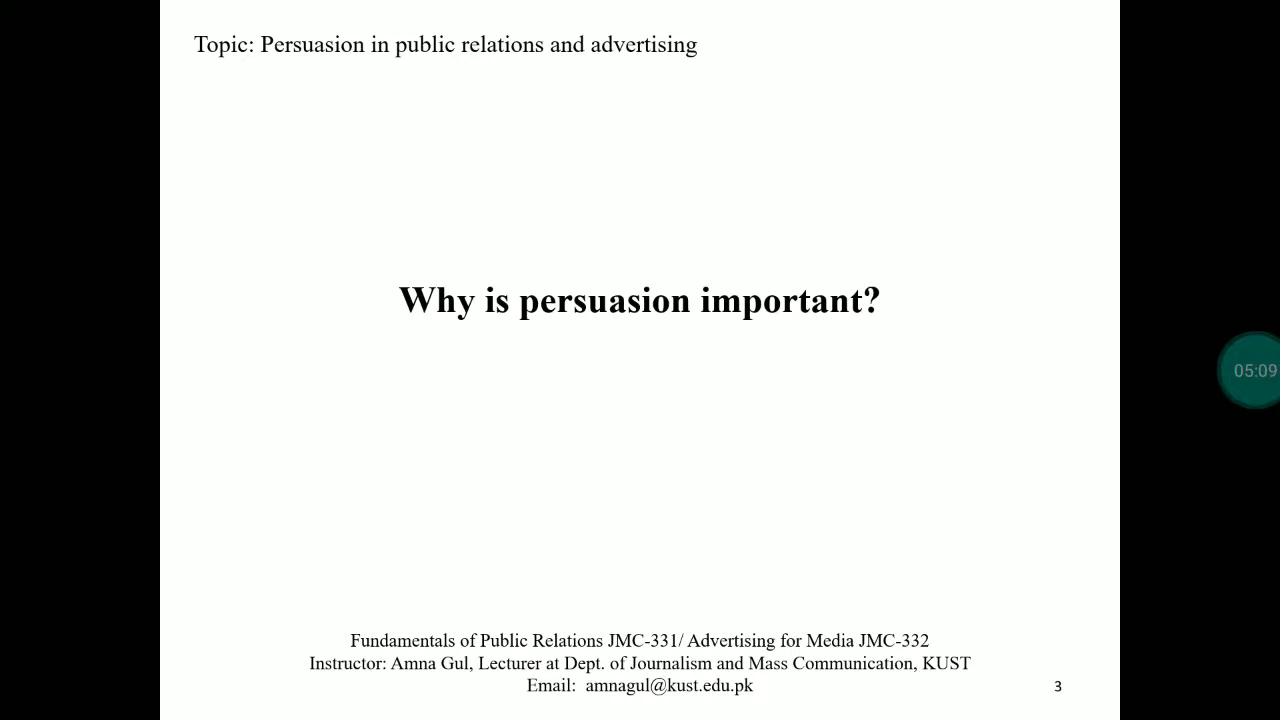 Topic: Persuasion in public relations and advertising
Why is persuasion important?
05:09
Fundamentals of Public Relations JMC-331/ Advertising for Media JMC-332
Instructor: Amna Gul, Lecturer at Dept. of Journalism and Mass Communication, KUST
Email:  amnagul@kust.edu.pk
3